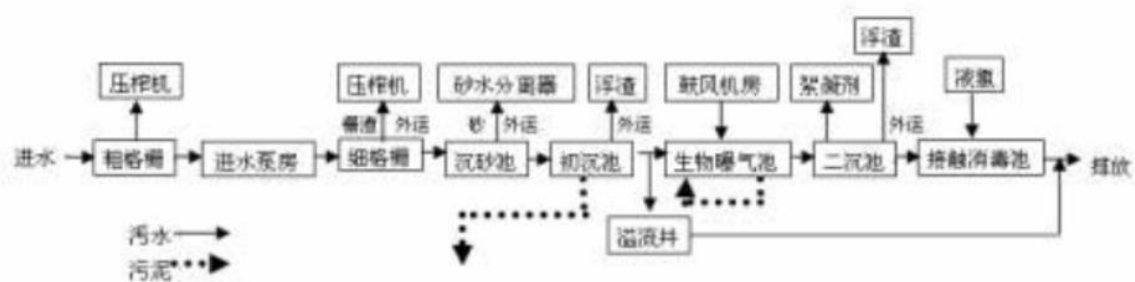 浮渣
压榨机
压榨机
砂水分离器
浮渣
鼓风机房
絮凝剂
液氯
栅渣 外运
砂 外运
外运
外运
进水
粗格栅
进水泵房
细格栅
沉砂池
初沉池
生物曝气池
二沉池
接触消毒池
排放
污水
溢流井
污泥